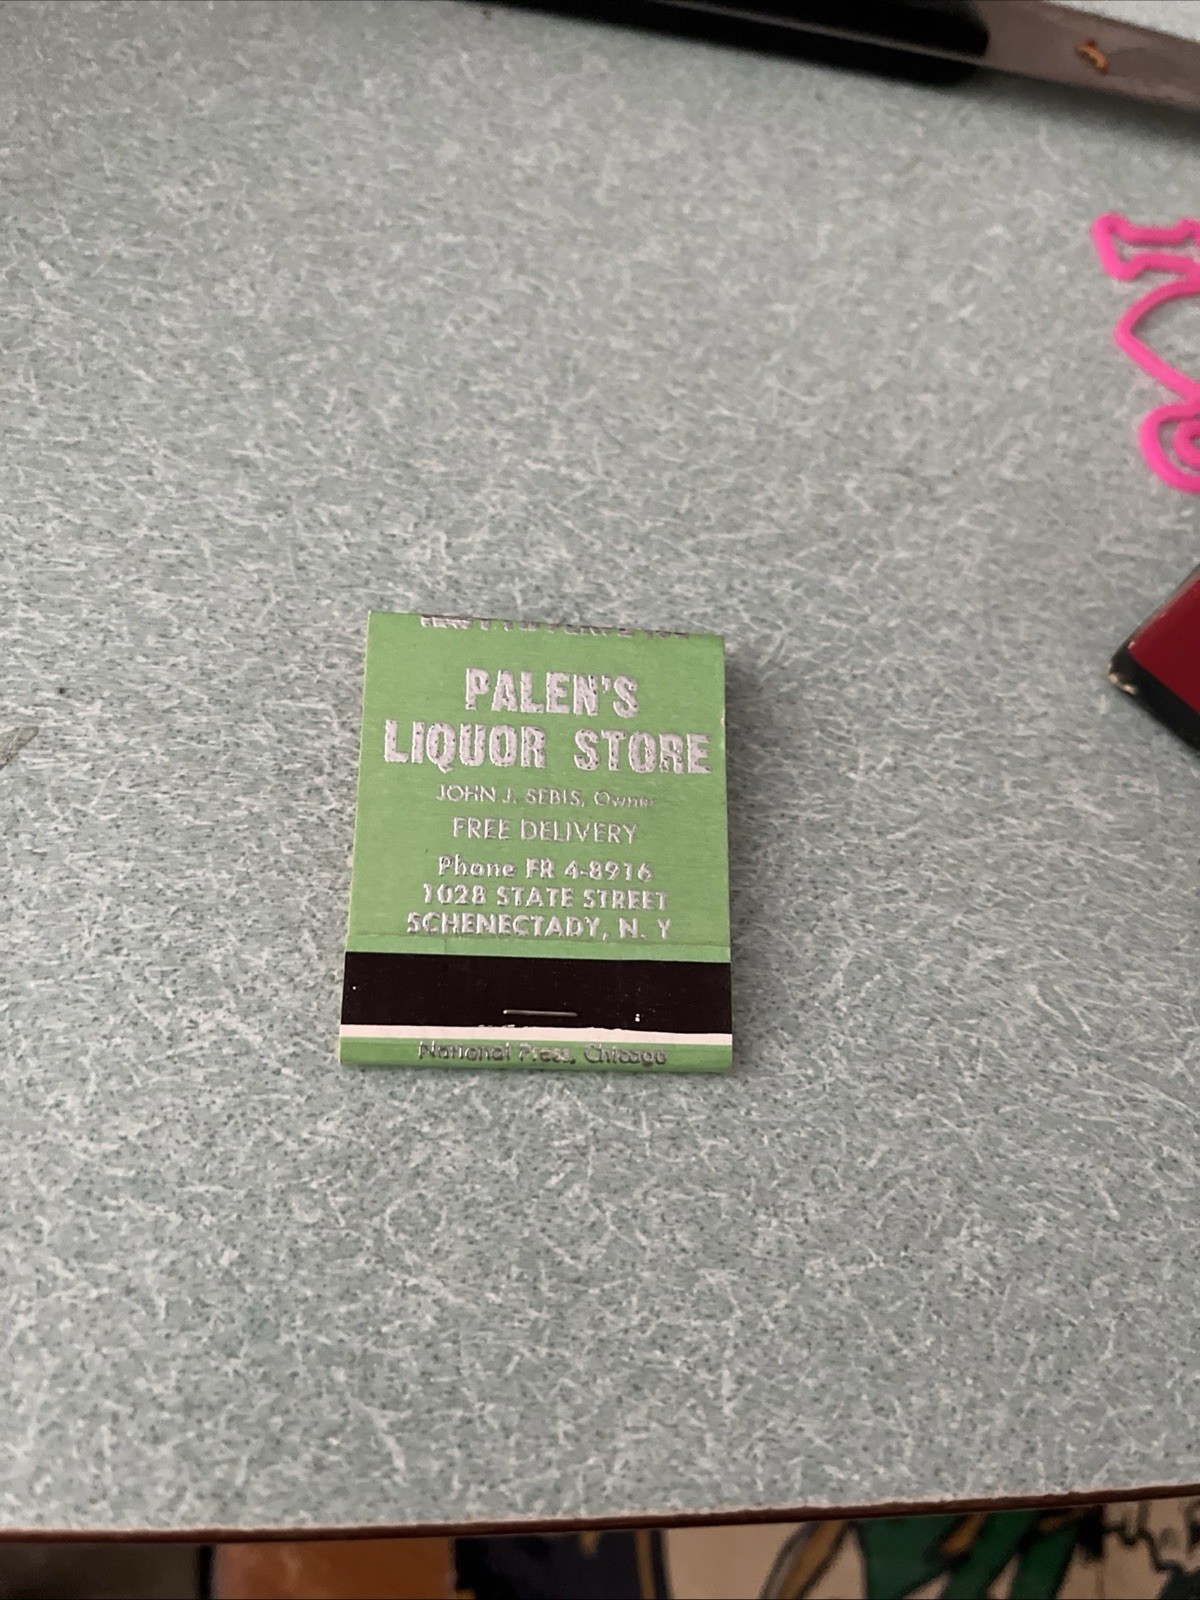 PALEN'S
LIQUOR STORE
JOHN J. SEBIS, Owner
FREE DELIVERY
Phone FR 4-8916
1028 STATE STREET
SCHENECTADY, N. Y
National Press, Chicago